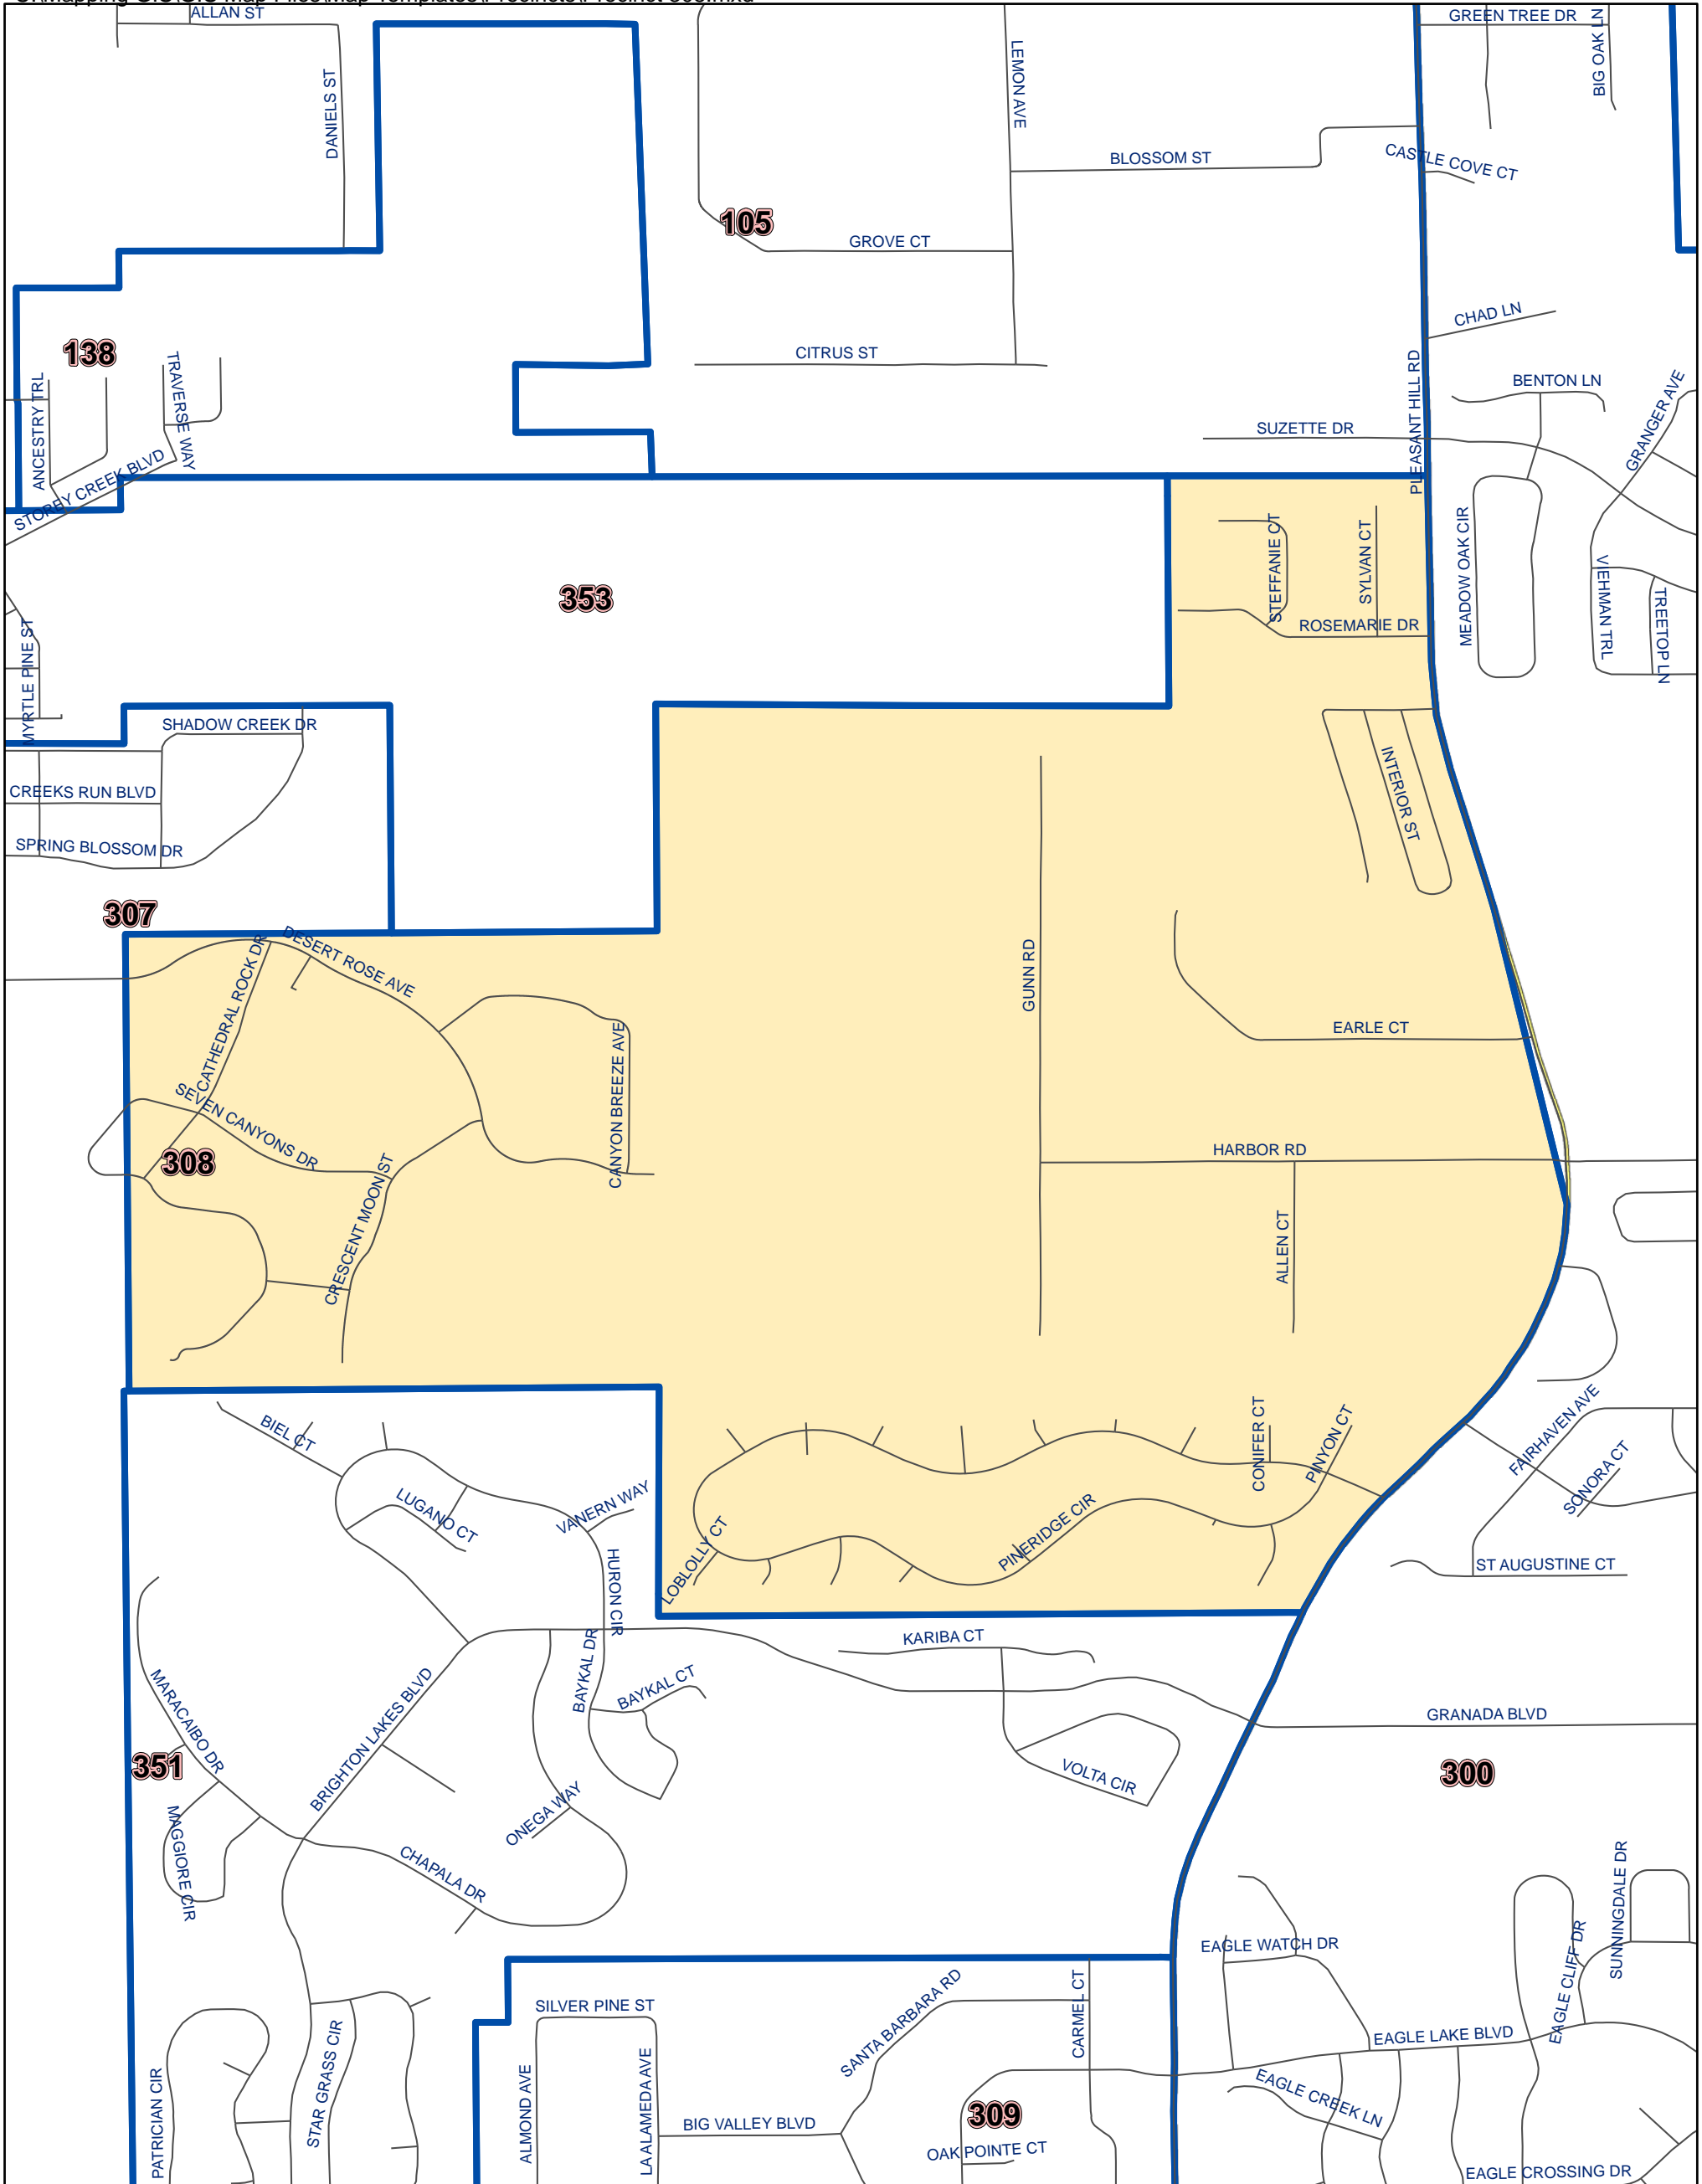 ALLAN ST
GREEN TREE DR
BIG OAK LN
DANIELS ST
LEMON AVE
BLOSSOM ST
CASTLE COVE CT
105
GROVE CT
CHAD LN
138
CITRUS ST
PLEASANT HILL RD
BENTON LN
GRANGER AVE
ANCESTRY TRL
TRAVERSE WAY
SUZETTE DR
STOREY CREEK BLVD
353
STEFFANIE CT
SYLVAN CT
MEADOW OAK CIR
VIEHMAN TRL
TREETOP LN
ROSEMARIE DR
MYRTLE PINE ST
SHADOW CREEK DR
CREEKS RUN BLVD
INTERIOR ST
SPRING BLOSSOM DR
307
DESERT ROSE AVE
CATHEDRAL ROCK DR
GUNN RD
EARLE CT
CANYON BREEZE AVE
SEVEN CANYONS DR
308
HARBOR RD
CRESCENT MOON ST
ALLEN CT
BIEL CT
CONIFER CT
PINYON CT
FAIRHAVEN AVE
SONORA CT
LUGANO CT
VANERN WAY
PINERIDGE CIR
LOBLOLLY CT
HURON CIR
ST AUGUSTINE CT
KARIBA CT
BAYKAL DR
BAYKAL CT
MARACAIBO DR
BRIGHTON LAKES BLVD
GRANADA BLVD
351
VOLTA CIR
300
MAGGIORE CIR
ONEGA WAY
CHAPALA DR
EAGLE WATCH DR
EAGLE CLIFF DR
SUNNINGDALE DR
SILVER PINE ST
SANTA BARBARA RD
CARMEL CT
EAGLE LAKE BLVD
PATRICIAN CIR
STAR GRASS CIR
ALMOND AVE
LA ALAMEDA AVE
BIG VALLEY BLVD
309
EAGLE CREEK LN
OAK POINTE CT
EAGLE CROSSING DR